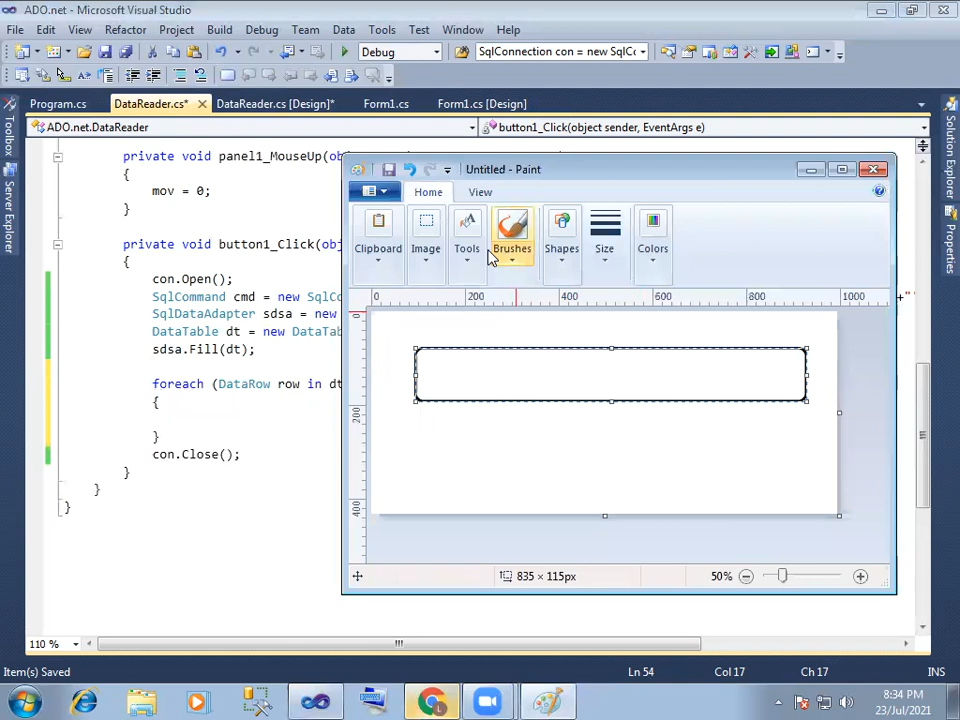 ADO.net - Microsoft Visual Studio
File Edit View Refactor Project Build Debug Team Data Tools Test Window Help
Debug SqlConnection con = new SqlCo
Program.cs DataReader.cs* DataReader.cs [Design]* Form1.cs Form1.cs [Design]
ADO.net.DataReader button1_Click(object sender, EventArgs e)
Toolbox
Server Explorer
Solution Explorer
Properties
private void panel1_MouseUp(ob
{
mov = 0;
}
private void button1_Click(obj
{
con.Open();
SqlCommand cmd = new SqlCo
SqlDataAdapter sdsa = new
DataTable dt = new DataTab
sdsa.Fill(dt);
foreach (DataRow row in dt
{
}
con.Close();
}
}
}
+"
Untitled - Paint
Home View
Clipboard Image Tools Brushes Shapes Size Colors
0 200 400 600 800 1000
0
200
400
835 × 115px 50%
110 %
Item(s) Saved Ln 54 Col 17 Ch 17 INS
8:34 PM
23/Jul/2021